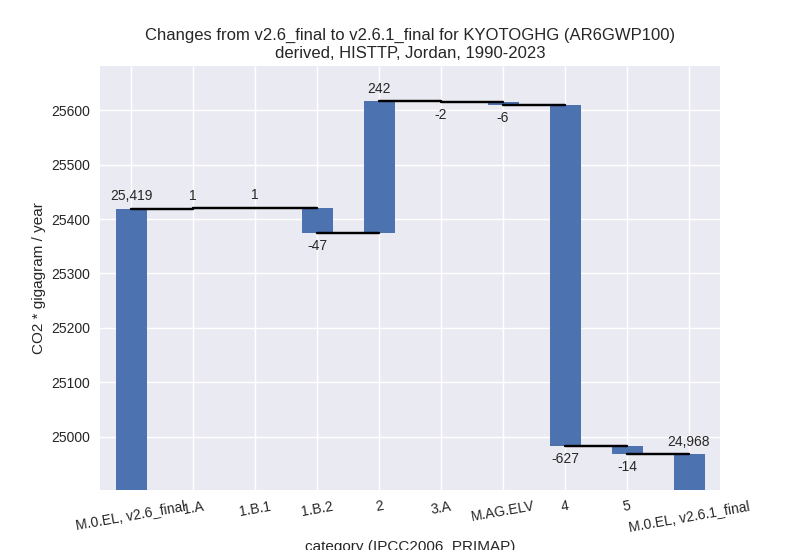 Changes from v2.6_final to v2.6.1_final for KYOTOGHG (AR6GWP100)
derived, HISTTP, Jordan, 1990-2023
CO2 * gigagram / year
25600
25500
25400
25300
25200
25100
25000
25,419
1
1
-47
242
-2
-6
-627
-14
24,968
M.0.EL, v2.6_final
1.A
1.B.1
1.B.2
2
3.A
M.AG.ELV
4
5
M.0.EL, v2.6.1_final
category (IPCC2006_PRIMAP)